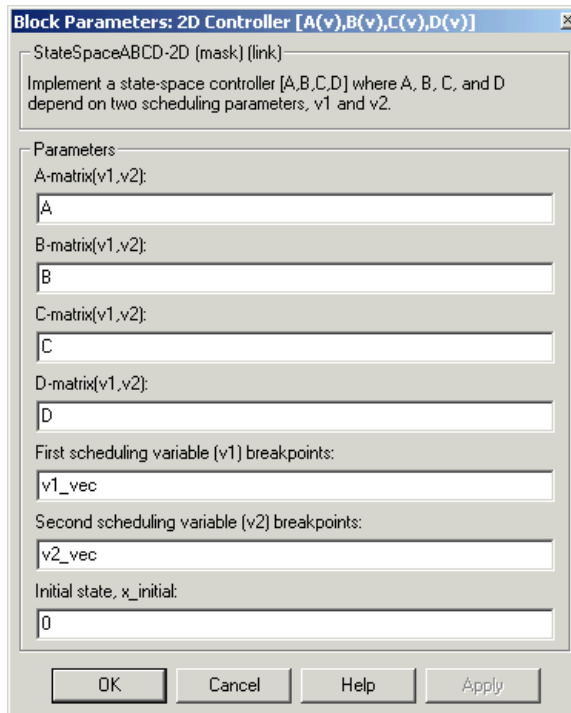 Block Parameters: 2D Controller [A(v),B(v),C(v),D(v)]
StateSpaceABCD-2D (mask) (link)
Implement a state-space controller [A,B,C,D] where A, B, C, and D
depend on two scheduling parameters, v1 and v2.
Parameters
A-matrix(v1,v2):
A
B-matrix(v1,v2):
B
C-matrix(v1,v2):
C
D-matrix(v1,v2):
D
First scheduling variable (v1) breakpoints:
v1_vec
Second scheduling variable (v2) breakpoints:
v2_vec
Initial state, x_initial:
0
OK Cancel Help Apply